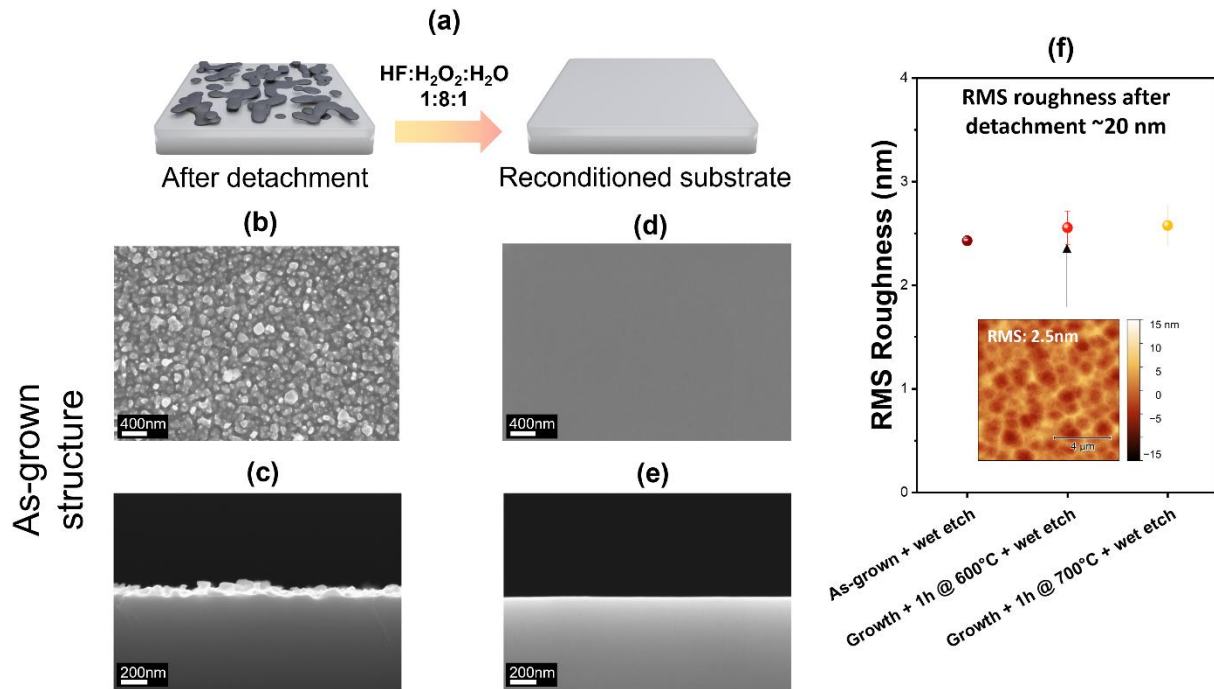 (a)
HF:H₂O₂:H₂O
1:8:1
After detachment
Reconditioned substrate
As-grown
structure
(b)
400nm
(d)
400nm
(c)
200nm
(e)
200nm
(f)
RMS roughness after
detachment ~20 nm
RMS Roughness (nm)
4
3
2
1
0
RMS: 2.5nm
4 µm
15 nm
10
5
0
−5
−15
As-grown + wet etch
Growth + 1h @ 600°C + wet etch
Growth + 1h @ 700°C + wet etch